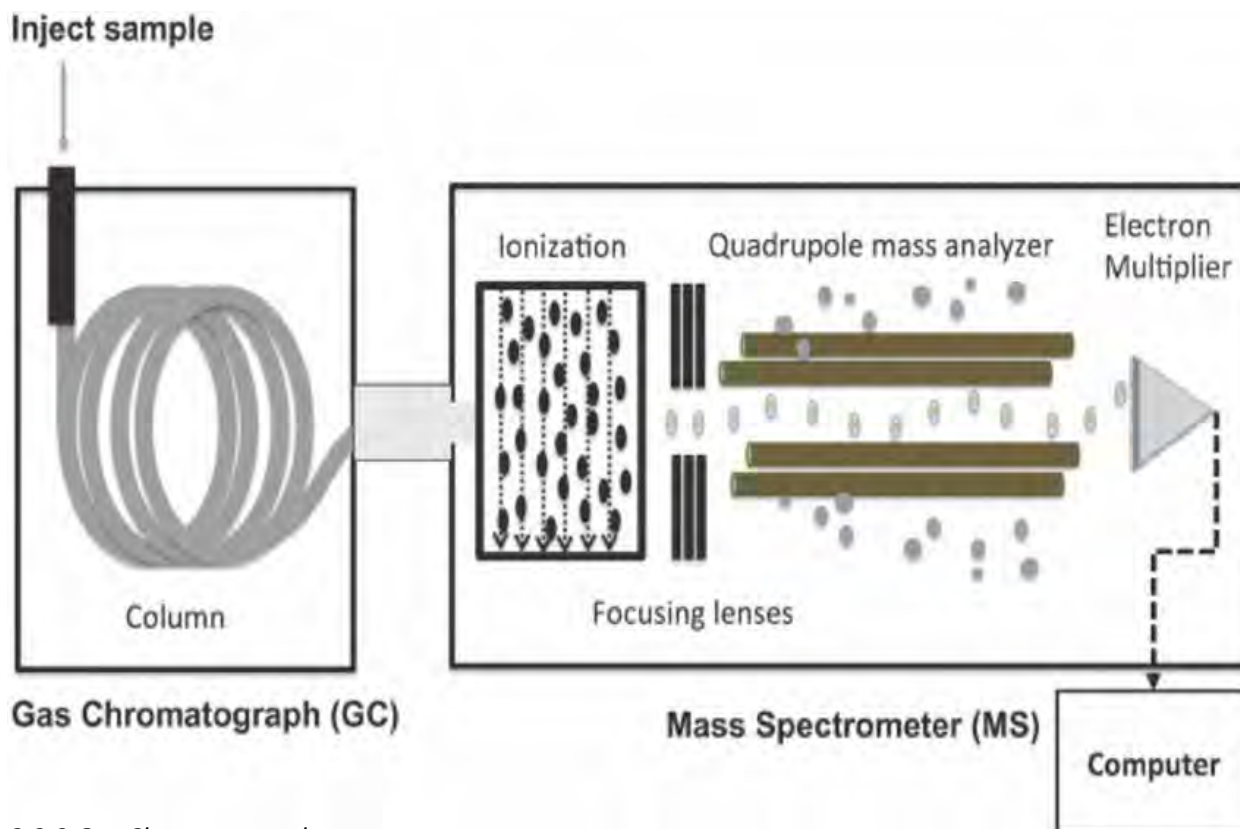 Inject sample
Ionization
Quadrupole mass analyzer
Electron
Multiplier
Column
Focusing lenses
Gas Chromatograph (GC)
Mass Spectrometer (MS)
Computer